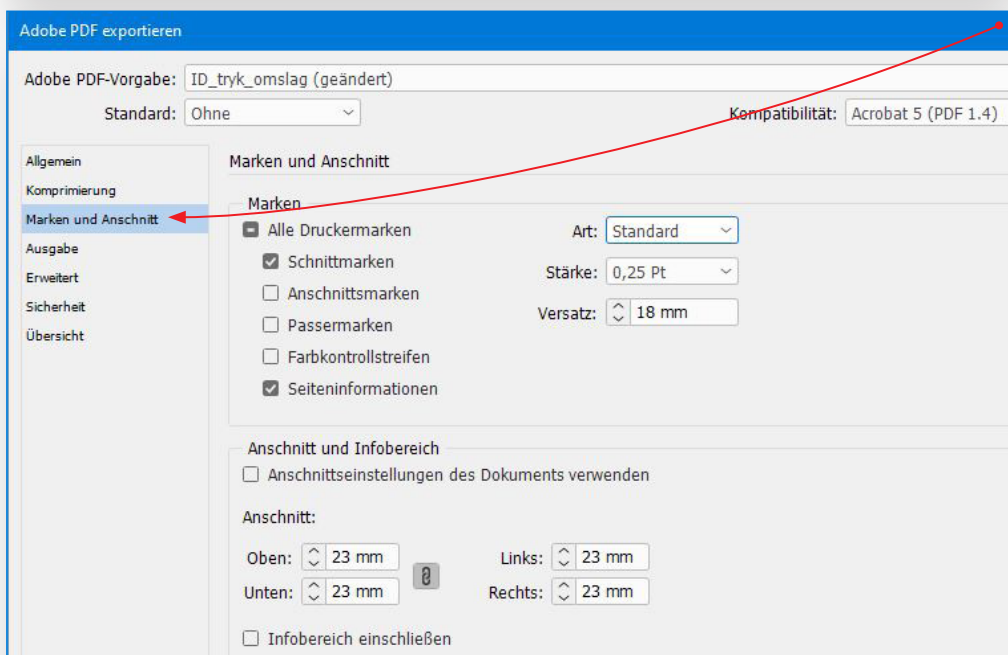 Adobe PDF exportieren
Adobe PDF-Vorgabe: ID_tryk_omslag (geändert)
Standard: Ohne Kompatibilität: Acrobat 5 (PDF 1.4)
Allgemein
Komprimierung
Marken und Anschnitt
Ausgabe
Erweitert
Sicherheit
Übersicht
Marken und Anschnitt
Marken
Alle Druckermarken
Schnittmarken
Anschnittsmarken
Passermarken
Farbkontrollstreifen
Seiteninformationen
Art: Standard
Stärke: 0,25 Pt
Versatz: 18 mm
Anschnitt und Infobereich
Anschnittseinstellungen des Dokuments verwenden
Anschnitt:
Oben: 23 mm Links: 23 mm
Unten: 23 mm Rechts: 23 mm
Infobereich einschließen